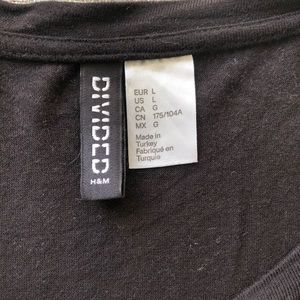 DIVIDED
H&M
EUR L
US L
CA G
CN 175/104A
MX G
Made in
Turkey
Fabriqué en
Turquie